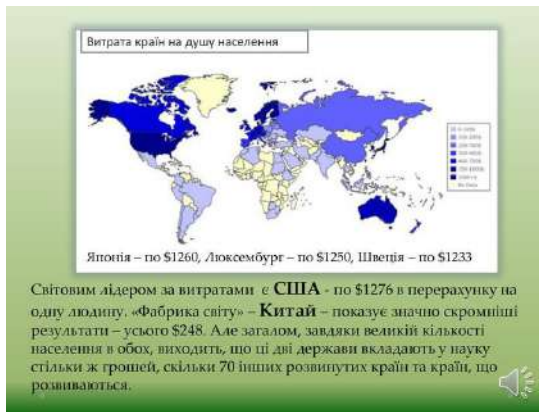 Витрата країн на душу населення
Японія – по $1260, Люксембург – по $1250, Швеція – по $1233
Світовим лідером за витратами є США - по $1276 в перерахунку на
одну людину. «Фабрика світу» – Китай – показує значно скромніші
результати – усього $248. Але загалом, завдяки великій кількості
населення в обох, виходить, що ці дві держави вкладають у науку
стільки ж грошей, скільки 70 інших розвинутих країн та країн, що
розвиваються.